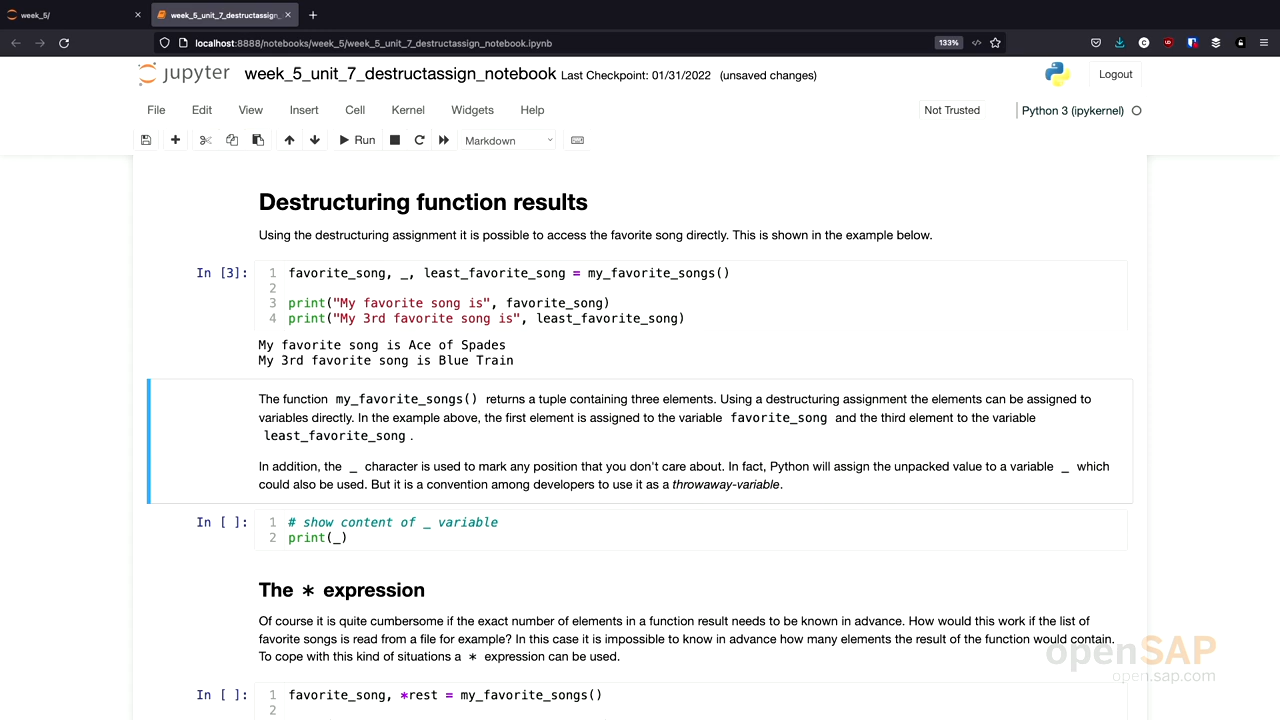 week_5/
week_5_unit_7_destructassign_
localhost:8888/notebooks/week_5/week_5_unit_7_destructassign_notebook.ipynb
133%
jupyter week_5_unit_7_destructassign_notebook Last Checkpoint: 01/31/2022 (unsaved changes)
Logout
File Edit View Insert Cell Kernel Widgets Help
Not Trusted
Python 3 (ipykernel)
Run
Markdown
Destructuring function results
Using the destructuring assignment it is possible to access the favorite song directly. This is shown in the example below.
In [3]: 1 favorite_song, _, least_favorite_song = my_favorite_songs()
2
3 print("My favorite song is", favorite_song)
4 print("My 3rd favorite song is", least_favorite_song)
My favorite song is Ace of Spades
My 3rd favorite song is Blue Train
The function my_favorite_songs() returns a tuple containing three elements. Using a destructuring assignment the elements can be assigned to
variables directly. In the example above, the first element is assigned to the variable favorite_song and the third element to the variable
least_favorite_song .
In addition, the _ character is used to mark any position that you don't care about. In fact, Python will assign the unpacked value to a variable _ which
could also be used. But it is a convention among developers to use it as a throwaway-variable.
In [ ]: 1 # show content of _ variable
2 print(_)
The * expression
Of course it is quite cumbersome if the exact number of elements in a function result needs to be known in advance. How would this work if the list of
favorite songs is read from a file for example? In this case it is impossible to know in advance how many elements the result of the function would contain.
To cope with this kind of situations a * expression can be used.
openSAP
open.sap.com
In [ ]: 1 favorite_song, *rest = my_favorite_songs()
2